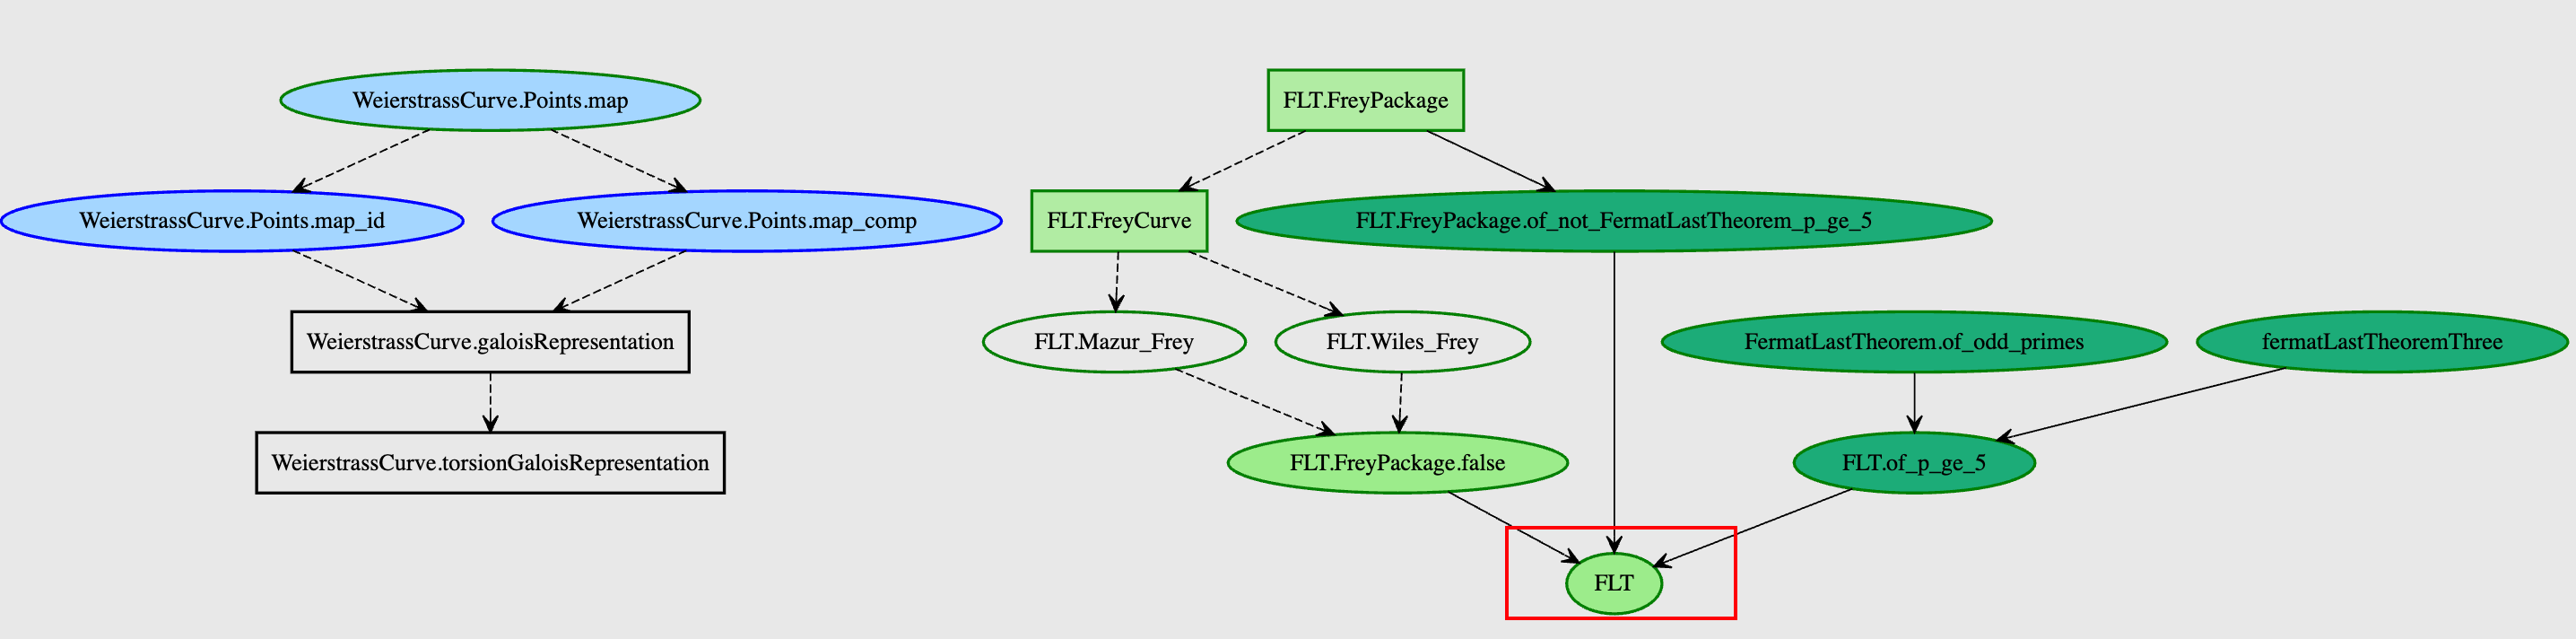 WeierstrassCurve.Points.map
FLT.FreyPackage
WeierstrassCurve.Points.map_id
WeierstrassCurve.Points.map_comp
FLT.FreyCurve
FLT.FreyPackage.of_not_FermatLastTheorem_p_ge_5
WeierstrassCurve.galoisRepresentation
FLT.Mazur_Frey
FLT.Wiles_Frey
FermatLastTheorem.of_odd_primes
fermatLastTheoremThree
WeierstrassCurve.torsionGaloisRepresentation
FLT.FreyPackage.false
FLT.of_p_ge_5
FLT